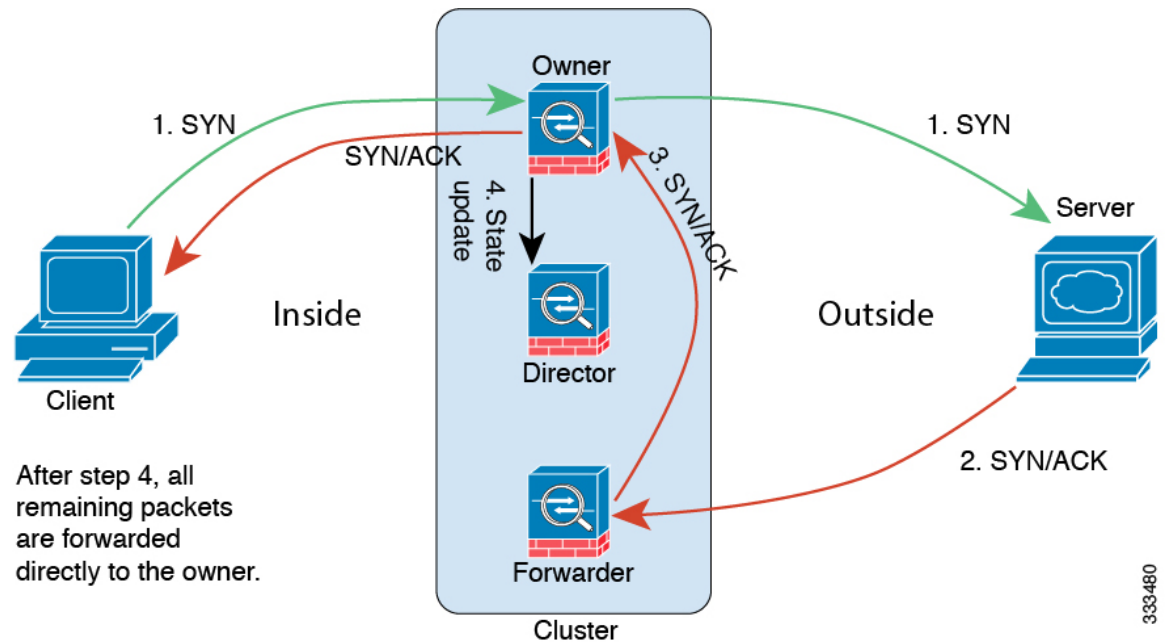 Owner
1. SYN
1. SYN
SYN/ACK
3. SYN/ACK
4. State
update
Server
Inside
Outside
Director
Client
2. SYN/ACK
After step 4, all
remaining packets
are forwarded
directly to the owner.
Forwarder
Cluster
333480